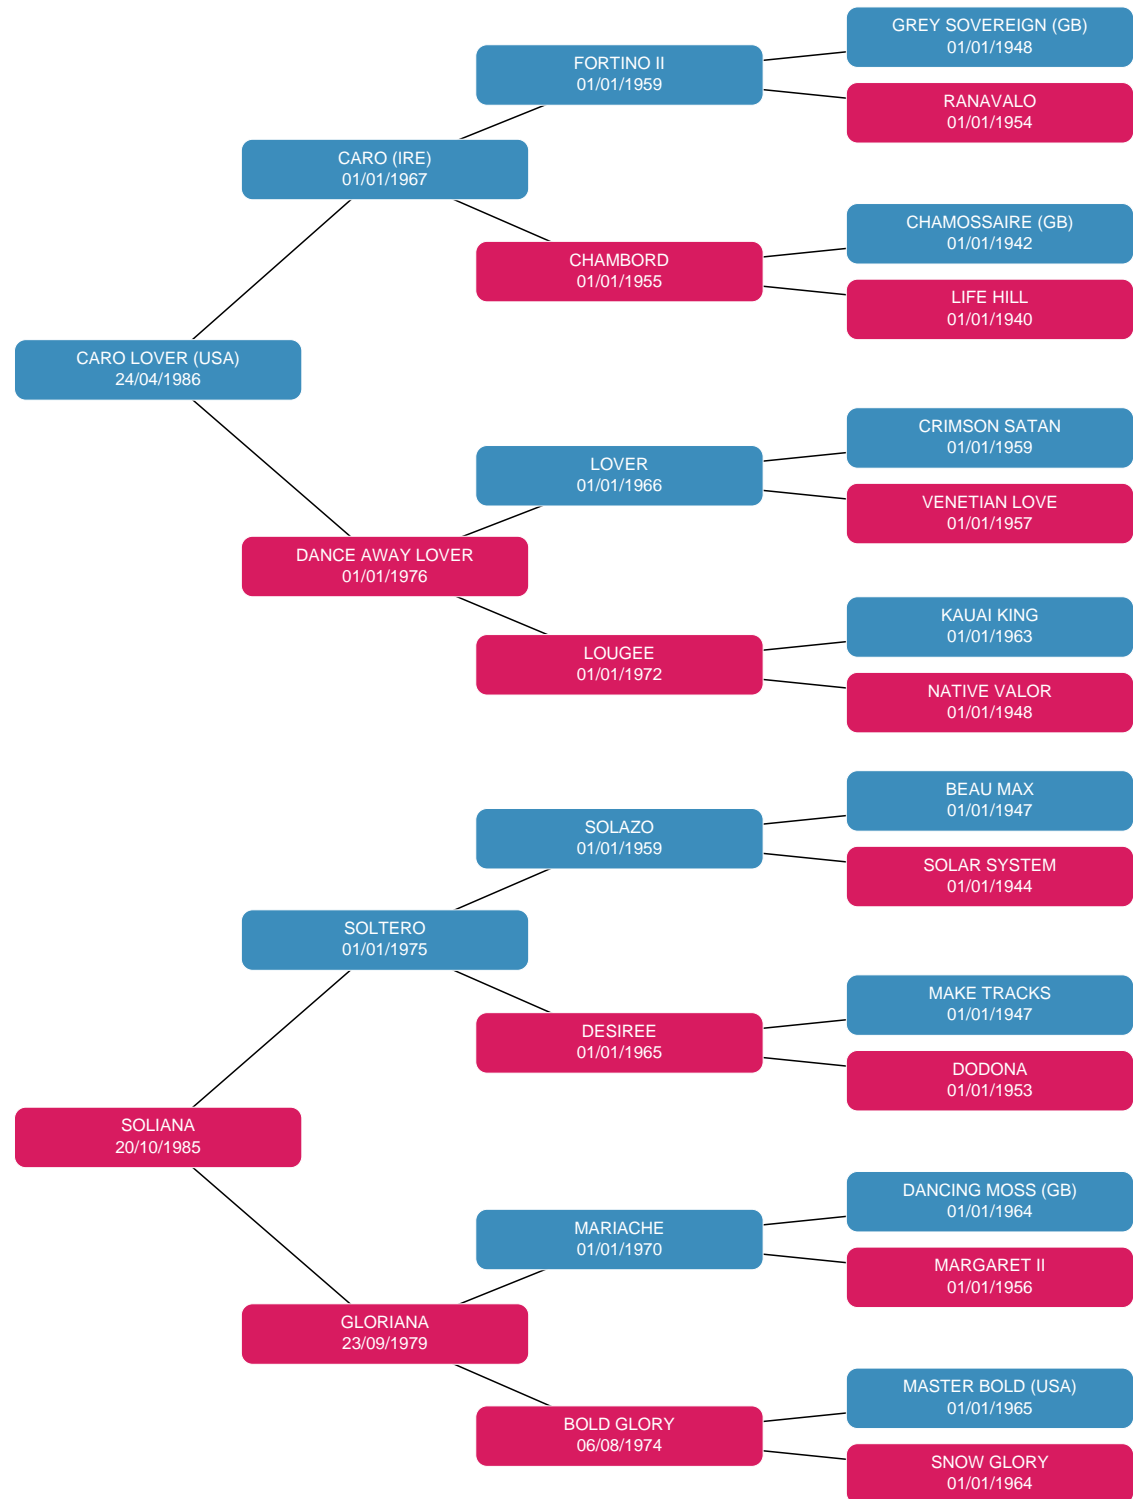 GREY SOVEREIGN (GB)
01/01/1948
FORTINO II
01/01/1959
RANAVALO
01/01/1954
CARO (IRE)
01/01/1967
CHAMOSSAIRE (GB)
01/01/1942
CHAMBORD
01/01/1955
LIFE HILL
01/01/1940
CARO LOVER (USA)
24/04/1986
CRIMSON SATAN
01/01/1959
LOVER
01/01/1966
VENETIAN LOVE
01/01/1957
DANCE AWAY LOVER
01/01/1976
KAUAI KING
01/01/1963
LOUGEE
01/01/1972
NATIVE VALOR
01/01/1948
BEAU MAX
01/01/1947
SOLAZO
01/01/1959
SOLAR SYSTEM
01/01/1944
SOLTERO
01/01/1975
MAKE TRACKS
01/01/1947
DESIREE
01/01/1965
DODONA
01/01/1953
SOLIANA
20/10/1985
DANCING MOSS (GB)
01/01/1964
MARIACHE
01/01/1970
MARGARET II
01/01/1956
GLORIANA
23/09/1979
MASTER BOLD (USA)
01/01/1965
BOLD GLORY
06/08/1974
SNOW GLORY
01/01/1964